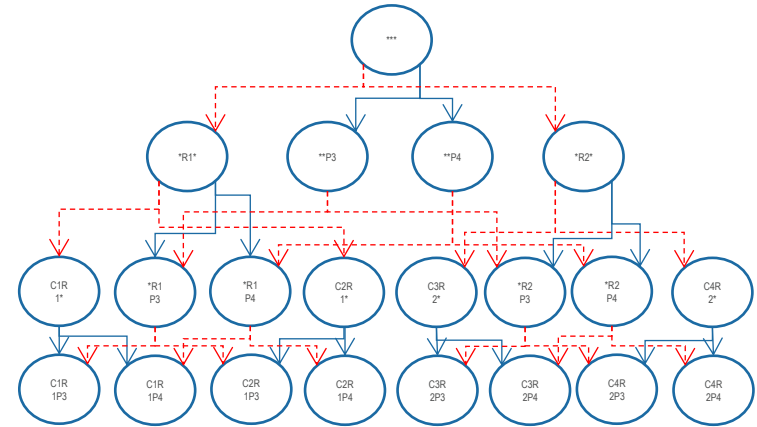 ***
*R1*
**P3
**P4
*R2*
C1R
1*
*R1
P3
*R1
P4
C2R
1*
C3R
2*
*R2
P3
*R2
P4
C4R
2*
C1R
1P3
C1R
1P4
C2R
1P3
C2R
1P4
C3R
2P3
C3R
2P4
C4R
2P3
C4R
2P4